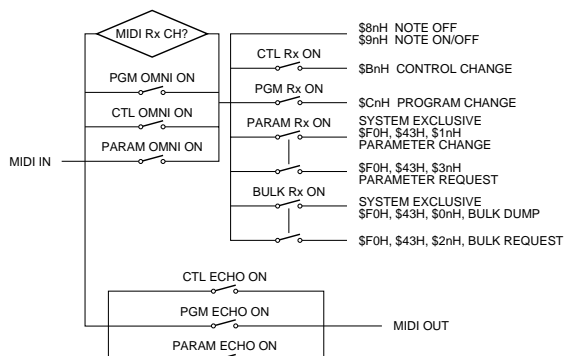 MIDI Rx CH?
$8nH NOTE OFF
$9nH NOTE ON/OFF
CTL Rx ON
$BnH CONTROL CHANGE
PGM OMNI ON
PGM Rx ON
$CnH PROGRAM CHANGE
CTL OMNI ON
PARAM Rx ON
SYSTEM EXCLUSIVE
$F0H, $43H, $1nH
PARAMETER CHANGE
PARAM OMNI ON
MIDI IN
$F0H, $43H, $3nH
PARAMETER REQUEST
BULK Rx ON
SYSTEM EXCLUSIVE
$F0H, $43H, $0nH, BULK DUMP
$F0H, $43H, $2nH, BULK REQUEST
CTL ECHO ON
PGM ECHO ON
MIDI OUT
PARAM ECHO ON